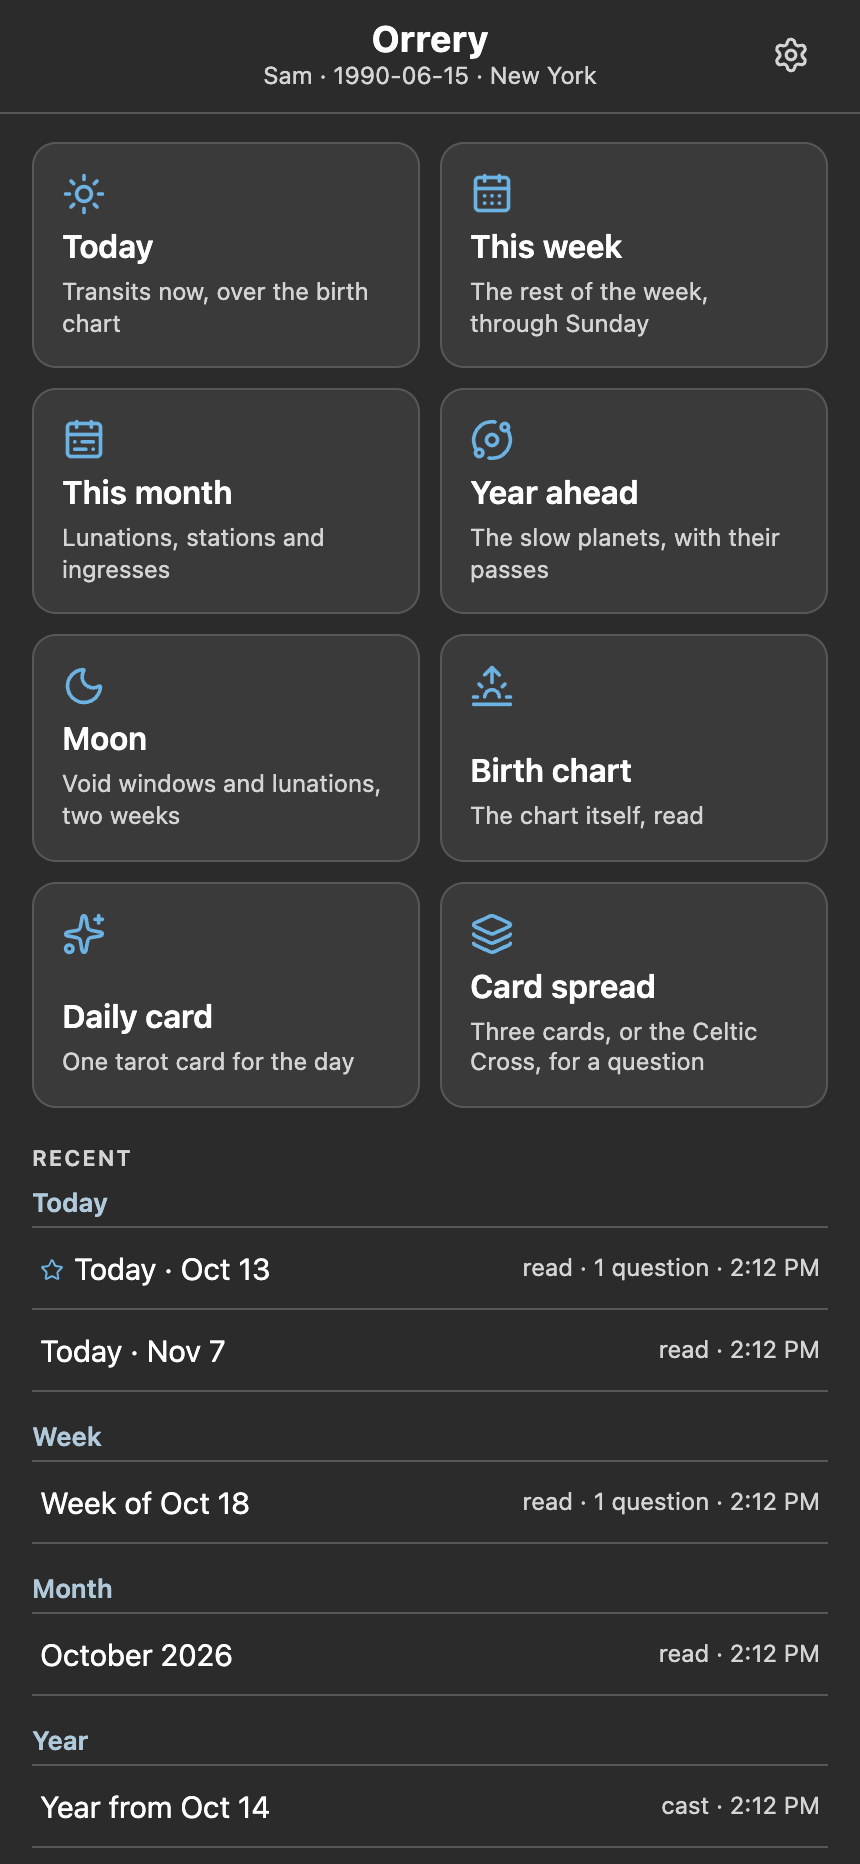 Orrery
Sam · 1990-06-15 · New York
Today
Transits now, over the birth
chart
This week
The rest of the week,
through Sunday
This month
Lunations, stations and
ingresses
Year ahead
The slow planets, with their
passes
Moon
Void windows and lunations,
two weeks
Birth chart
The chart itself, read
Daily card
One tarot card for the day
Card spread
Three cards, or the Celtic
Cross, for a question
RECENT
Today
Today · Oct 13 read · 1 question · 2:12 PM
Today · Nov 7 read · 2:12 PM
Week
Week of Oct 18 read · 1 question · 2:12 PM
Month
October 2026 read · 2:12 PM
Year
Year from Oct 14 cast · 2:12 PM